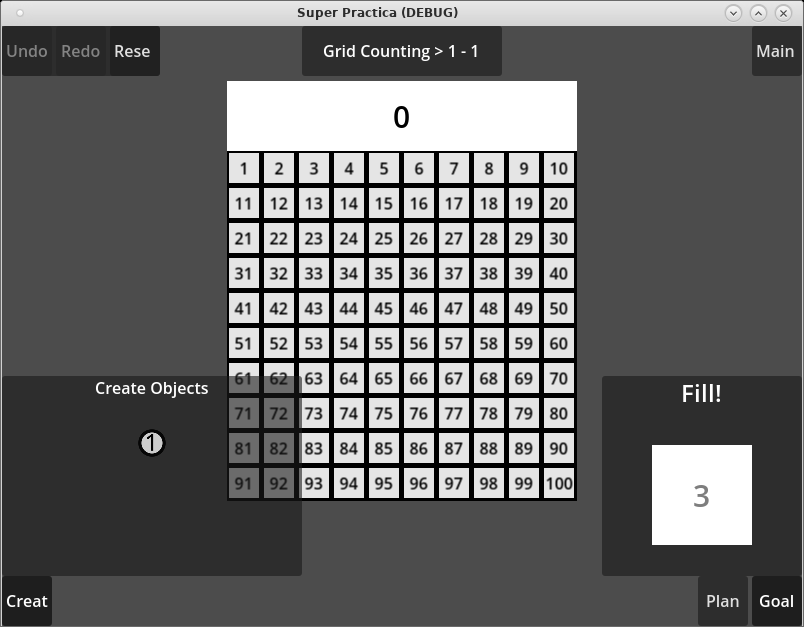 Super Practica (DEBUG)
Undo Redo Rese Grid Counting > 1 - 1 Main
0
1 2 3 4 5 6 7 8 9 10
11 12 13 14 15 16 17 18 19 20
21 22 23 24 25 26 27 28 29 30
31 32 33 34 35 36 37 38 39 40
41 42 43 44 45 46 47 48 49 50
51 52 53 54 55 56 57 58 59 60
61 62 63 64 65 66 67 68 69 70
71 72 73 74 75 76 77 78 79 80
81 82 83 84 85 86 87 88 89 90
91 92 93 94 95 96 97 98 99 100
Create Objects
1
Fill!
3
Creat Plan Goal